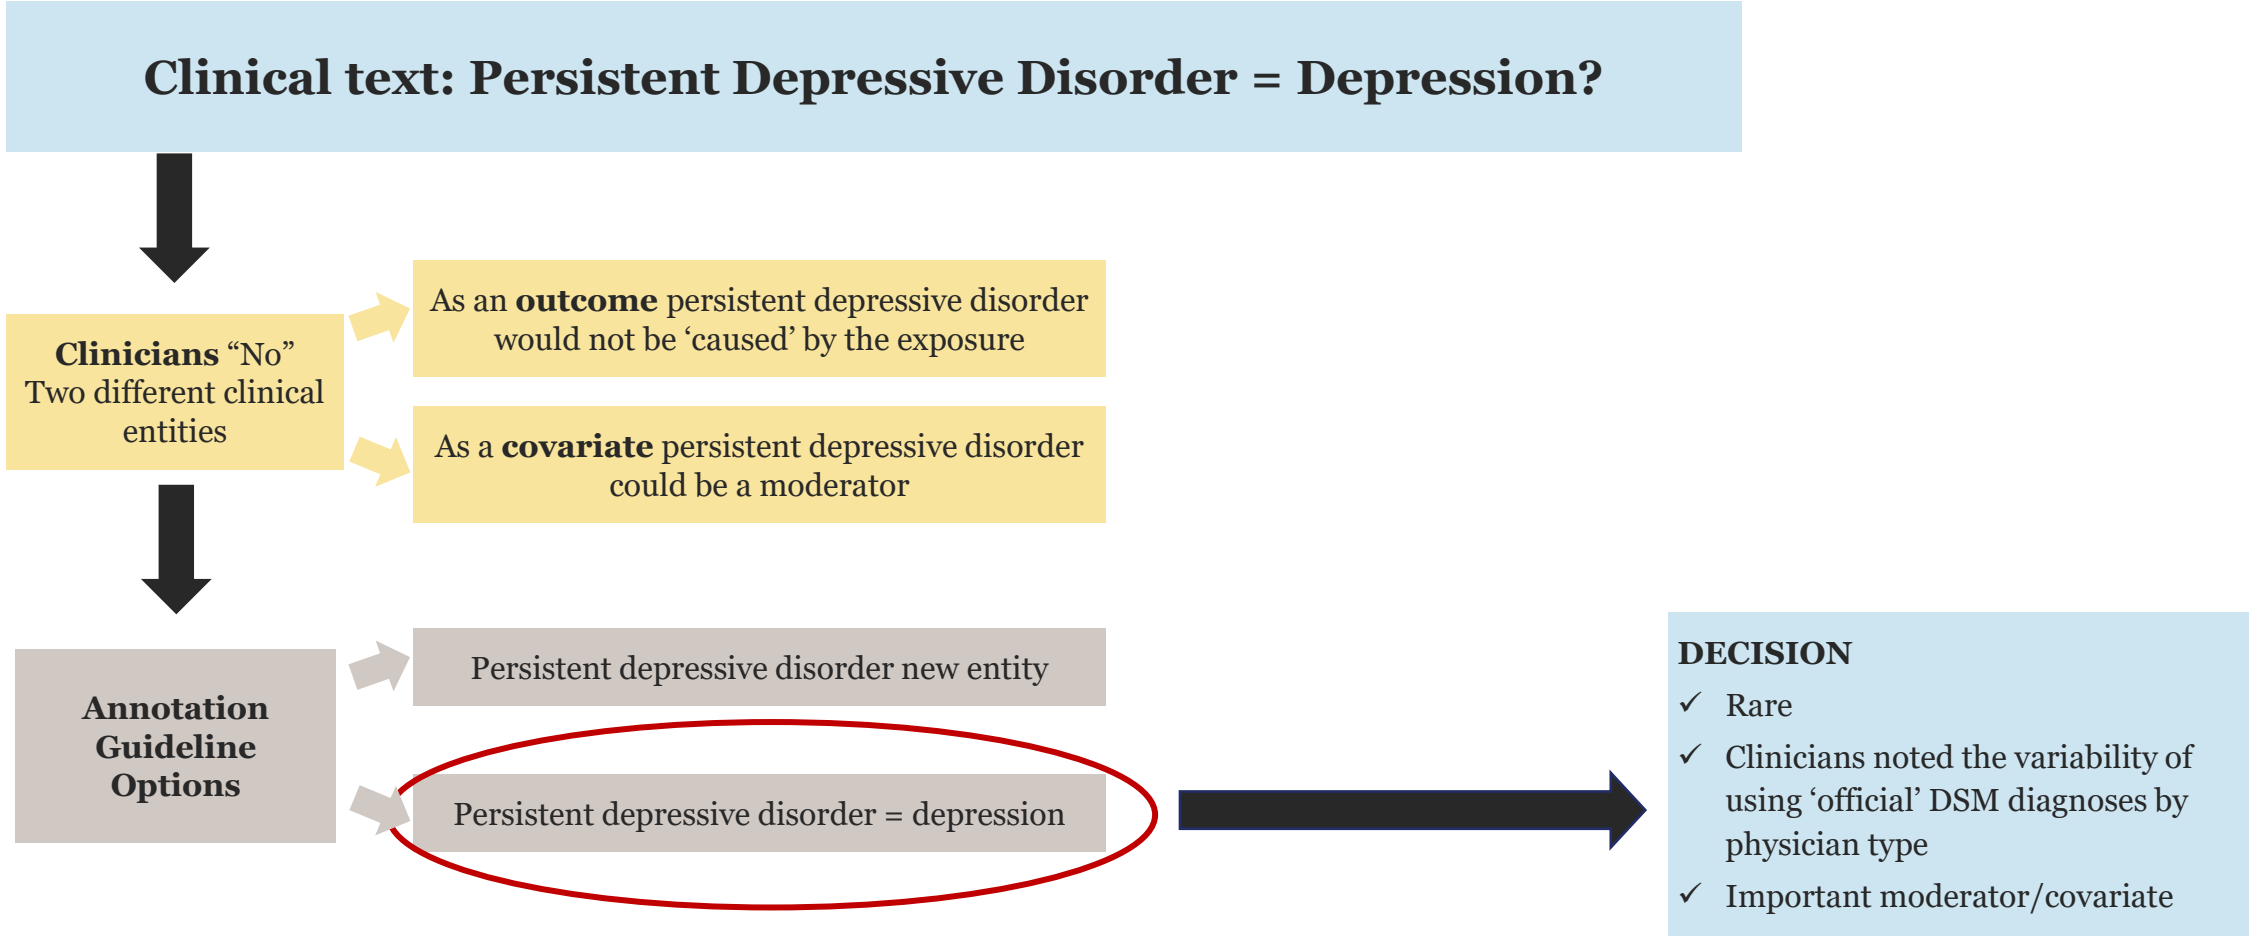 Clinical text: Persistent Depressive Disorder = Depression?
As an outcome persistent depressive disorder
would not be ‘caused’ by the exposure
Clinicians “No”
Two different clinical
entities
As a covariate persistent depressive disorder
could be a moderator
Persistent depressive disorder new entity
Annotation
Guideline
Options
Persistent depressive disorder = depression
DECISION
✓ Rare
✓ Clinicians noted the variability of
using ‘official’ DSM diagnoses by
physician type
✓ Important moderator/covariate